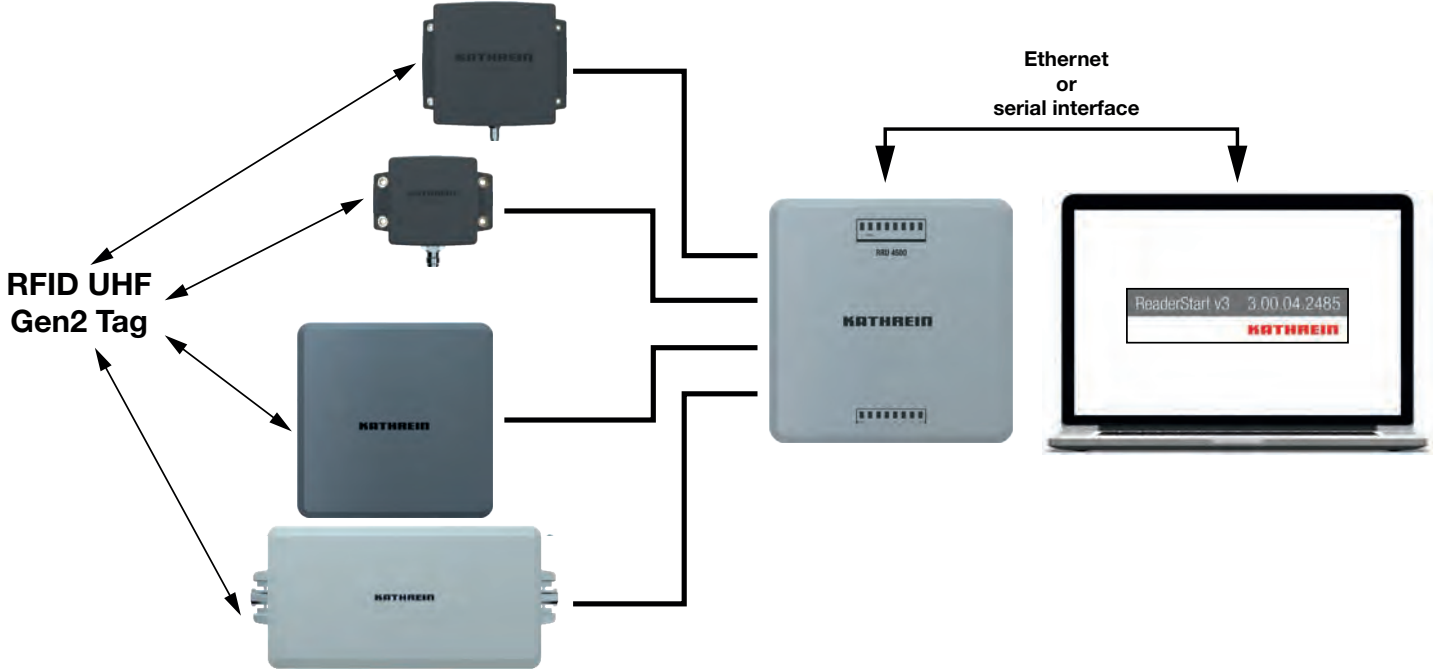 KATHREIN
Ethernet
or
serial interface
KATHREIN
RFID UHF
Gen2 Tag
RRU 4500
KATHREIN
ReaderStart v3 3.00.04.2485
KATHREIN
KATHREIN
KATHREIN